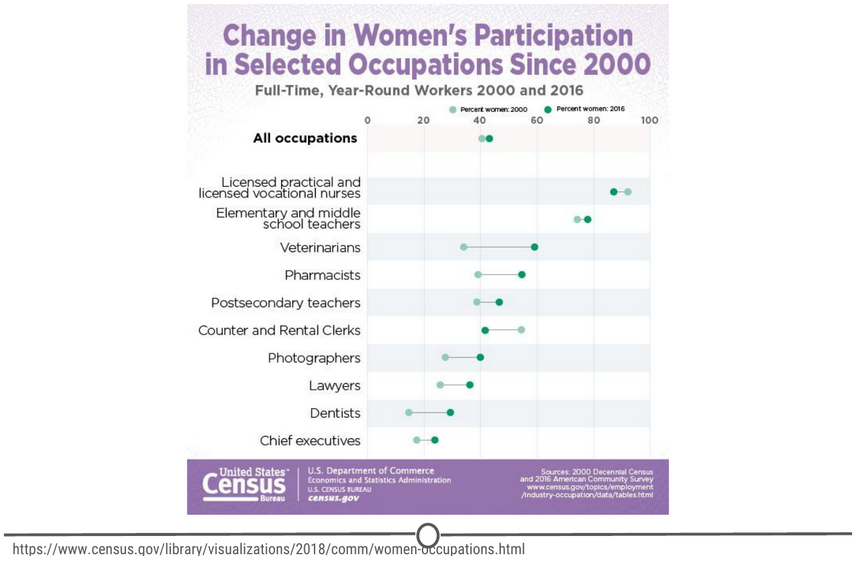 Change in Women's Participation
in Selected Occupations Since 2000
Full-Time, Year-Round Workers 2000 and 2016
Percent women: 2000 Percent women: 2016
0 20 40 60 80 100
All occupations
Licensed practical and
licensed vocational nurses
Elementary and middle
school teachers
Veterinarians
Pharmacists
Postsecondary teachers
Counter and Rental Clerks
Photographers
Lawyers
Dentists
Chief executives
United States™
Census
Bureau
U.S. Department of Commerce
Economics and Statistics Administration
U.S. CENSUS BUREAU
census.gov
Sources: 2000 Decennial Census
and 2016 American Community Survey
www.census.gov/topics/employment
/industry-occupation/data/tables.html
https://www.census.gov/library/visualizations/2018/comm/women-occupations.html